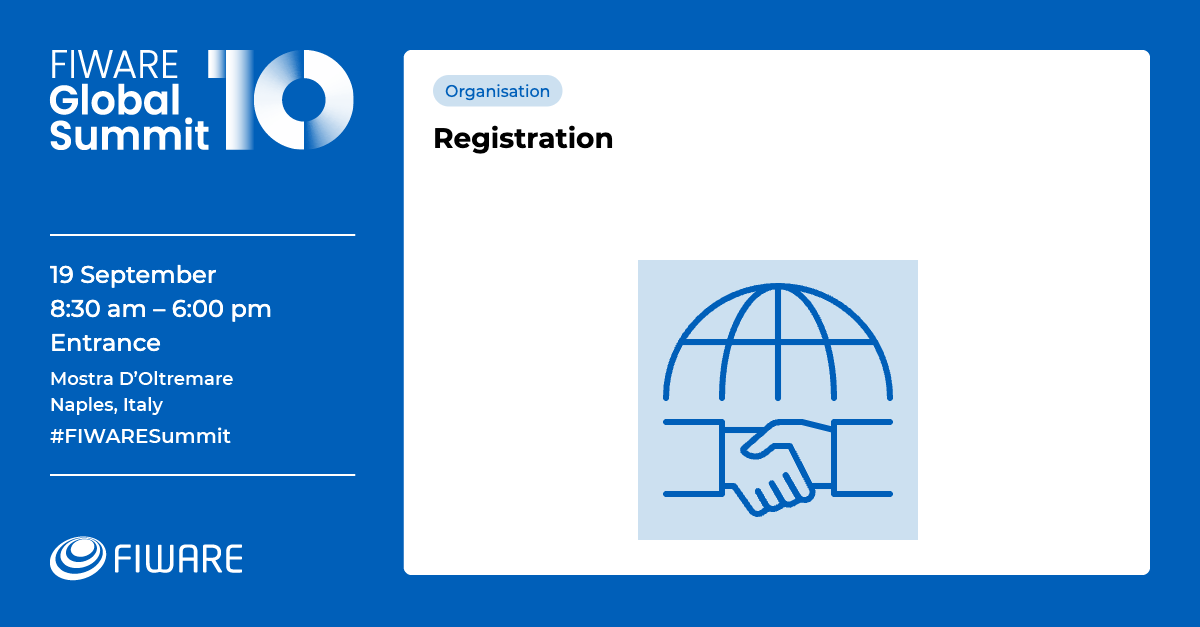 FIWARE
Global
Summit
10
19 September
8:30 am – 6:00 pm
Entrance
Mostra D’Oltremare
Naples, Italy
#FIWARESummit
FIWARE
Organisation
Registration